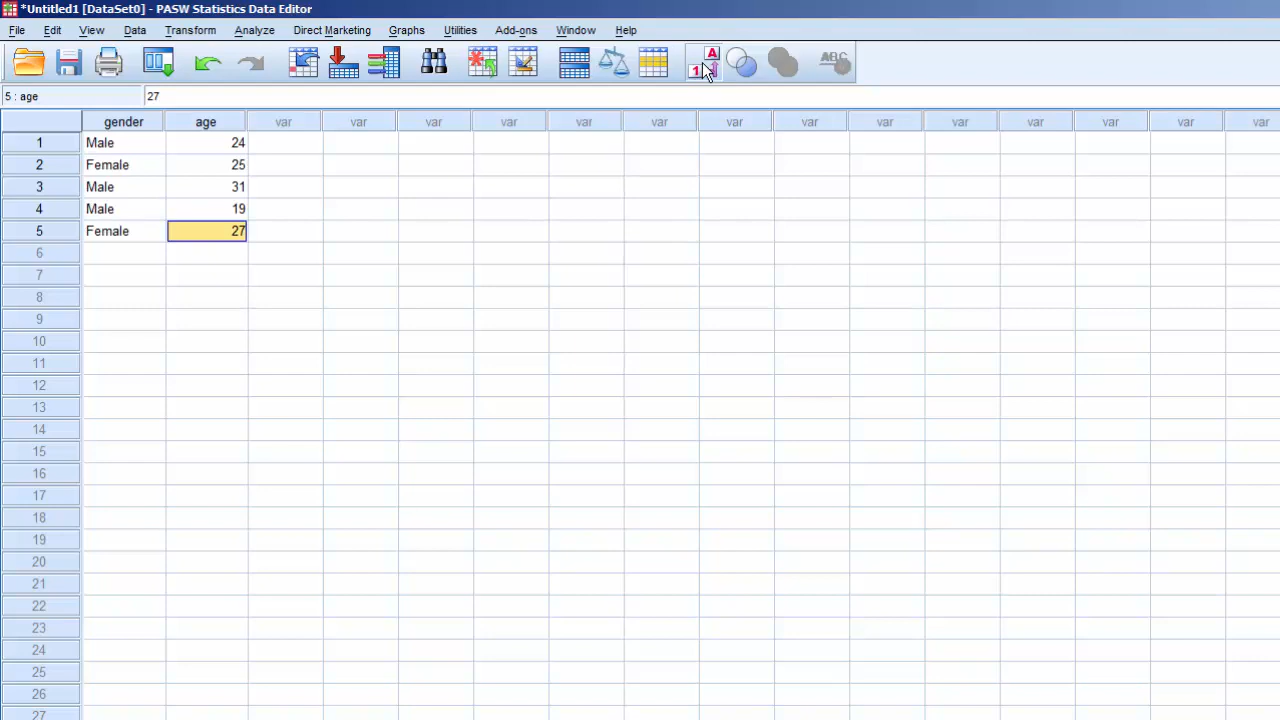 *Untitled1 [DataSet0] - PASW Statistics Data Editor
File Edit View Data Transform Analyze Direct Marketing Graphs Utilities Add-ons Window Help
A
1
ABC
5 : age 27
gender age var var var var var var var var var var var var var var
1 Male 24
2 Female 25
3 Male 31
4 Male 19
5 Female 27
6
7
8
9
10
11
12
13
14
15
16
17
18
19
20
21
22
23
24
25
26
27